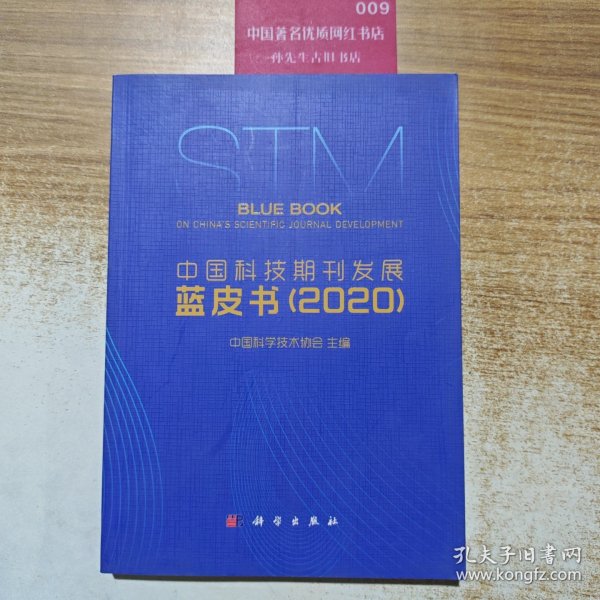 009
中国著名优质网红书店
孙先生古旧书店
STM
BLUE BOOK
ON CHINA'S SCIENTIFIC JOURNAL DEVELOPMENT
中国科技期刊发展
蓝皮书(2020)
中国科学技术协会 主编
科学出版社
孔夫子旧书网
www.kongfz.com